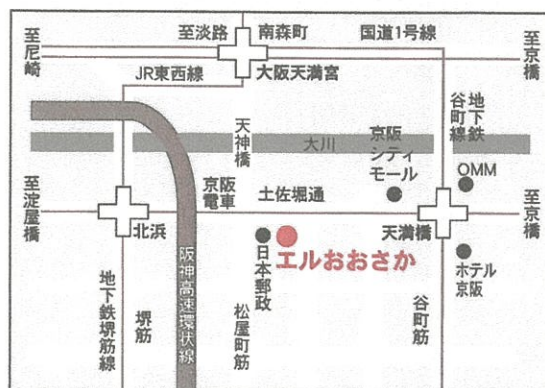 至淡路
南森町
国道1号線
至尼崎
至京橋
JR東西線
大阪天満宮
地下鉄
谷町線
天神橋
大川
京阪
シティ
モール
OMM
至淀屋橋
京阪
電車
土佐堀通
至京橋
北浜
天満橋
日本郵政
エルおおさか
ホテル
京阪
阪神高速環状線
地下鉄堺筋線
堺筋
松屋町筋
谷町筋